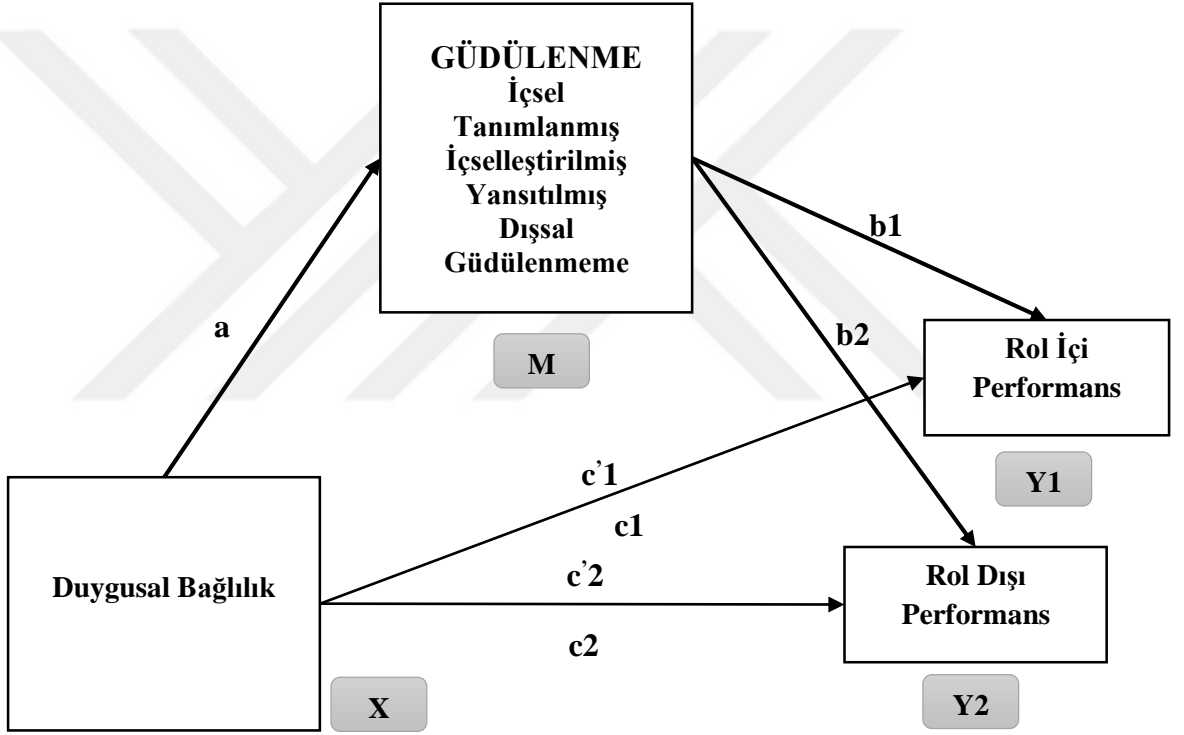 GÜDÜLENME
İçsel
Tanımlanmış
İçselleştirilmiş
Yansıtılmış
Dışsal
Güdülenmeme
M
a
b1
b2
Rol İçi
Performans
Y1
c’1
c1
Duygusal Bağlılık
X
c’2
c2
Rol Dışı
Performans
Y2